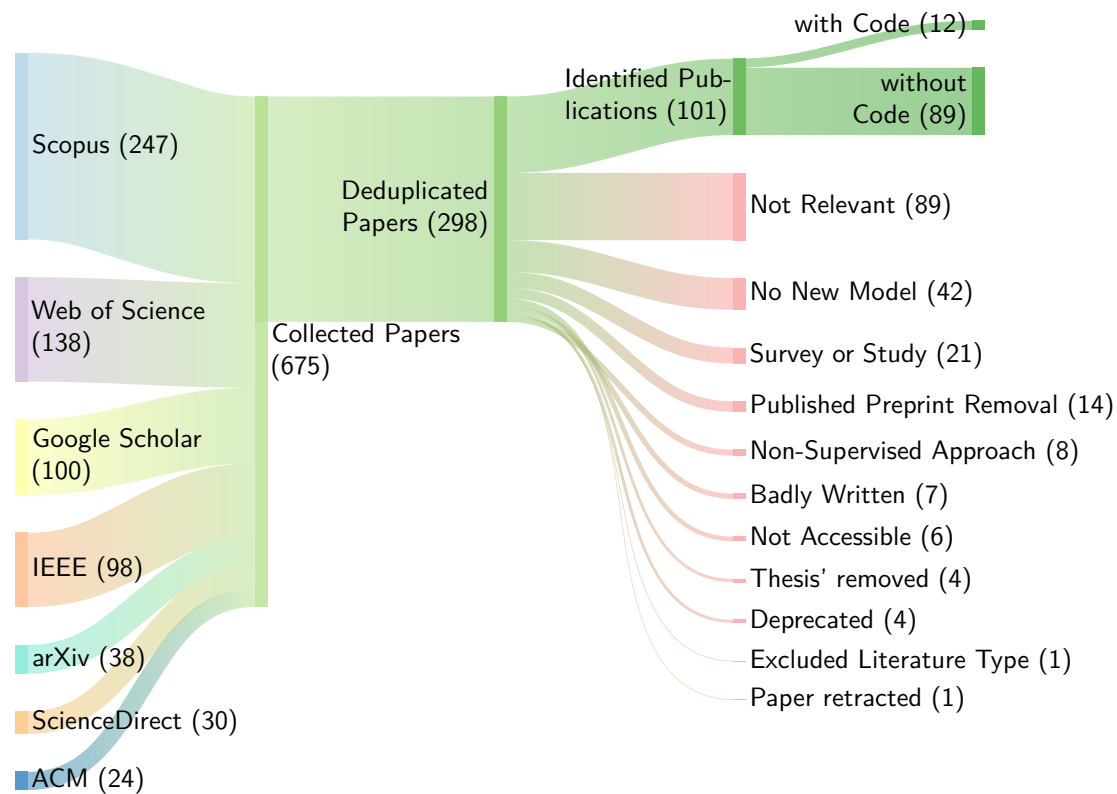 Scopus (247)
Web of Science
(138)
Google Scholar
(100)
IEEE (98)
arXiv (38)
ScienceDirect (30)
ACM (24)
Collected Papers
(675)
Deduplicated
Papers (298)
Identified Pub-
lications (101)
with Code (12)
without
Code (89)
Not Relevant (89)
No New Model (42)
Survey or Study (21)
Published Preprint Removal (14)
Non-Supervised Approach (8)
Badly Written (7)
Not Accessible (6)
Thesis' removed (4)
Deprecated (4)
Excluded Literature Type (1)
Paper retracted (1)